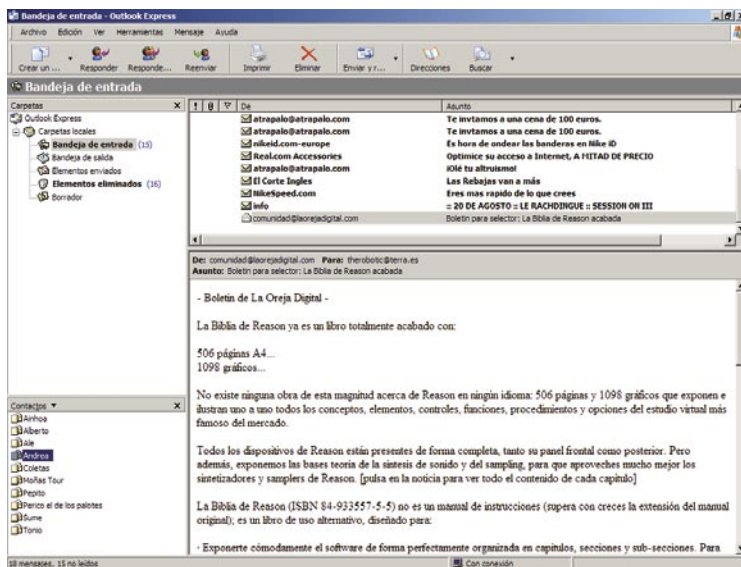 Bandeja de entrada - Outlook Express
Archivo Edición Ver Herramientas Mensaje Ayuda
Crear un ... Responder Responde... Reenviar Imprimir Eliminar Enviar y r... Direcciones Buscar
Bandeja de entrada
Carpetas
Outlook Express
Carpetas locales
Bandeja de entrada (15)
Bandeja de salida
Elementos enviados
Elementos eliminados (16)
Borrador
De Asunto
atrapalo@atrapalo.com Te invtamos a una cena de 100 euros.
atrapalo@atrapalo.com Te invtamos a una cena de 100 euros.
nikeid.com-europe Es hora de ondear las banderas en Nike iD
Real.com Accessories Optimice su acceso a Internet, A MITAD DE PRECIO
atrapalo@atrapalo.com ¡Olé tu altruismo!
El Corte Ingles Las Rebajas van a más
NikeSpeed.com Eres mas rapido de lo que crees
info :: 20 DE AGOSTO :: LE RACHDINGUE :: SESSION ON III
comunidad@laorejadigital.com Boletin para selector: La Biblia de Reason acabada
De: comunidad@laorejadigital.com Para: therobotic@terra.es
Asunto: Boletin para selector: La Biblia de Reason acabada
- Boletin de La Oreja Digital -
La Biblia de Reason ya es un libro totalmente acabado con:
506 páginas A4...
1098 gráficos...
No existe ninguna obra de esta magnitud acerca de Reason en ningún idioma: 506 páginas y 1098 gráficos que exponen e
ilustran uno a uno todos los conceptos, elementos, controles, funciones, procedimientos y opciones del estudio virtual más
famoso del mercado.
Todos los dispositivos de Reason están presentes de forma completa, tanto su panel frontal como posterior. Pero
además, exponemos las bases teoria de la sintesis de sonido y del sampling, para que aproveches mucho mejor los
sintetizadores y samplers de Reason. [pulsa en la noticia para ver todo el contenido de cada capitulo]
La Biblia de Reason (ISBN 84-933557-5-5) no es un manual de instrucciones (supera con creces la extensión del manual
original); es un libro de uso alternativo, diseñado para:
· Exponerte cómodamente el software de forma perfectamente organizada en capitulos, secciones y sub-secciones. Para
Contactos
Ainhoa
Alberto
Ale
Andrea
Coletas
Moñas Tour
Pepito
Perico el de los palotes
Sume
Tonio
18 mensajes, 15 no leídos
Con conexión